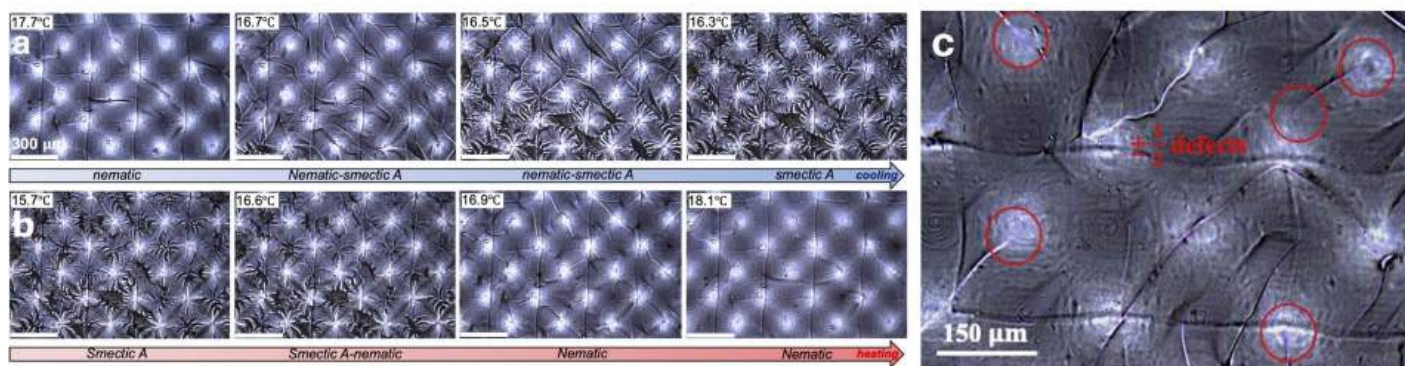 a
17.7℃
16.7℃
16.5℃
16.3℃
300 μm
nematic
Nematic-smectic A
nematic-smectic A
smectic A
cooling
b
15.7℃
16.6℃
16.9℃
18.1℃
Smectic A
Smectic A-nematic
Nematic
Nematic
heating
c
defects
150 μm